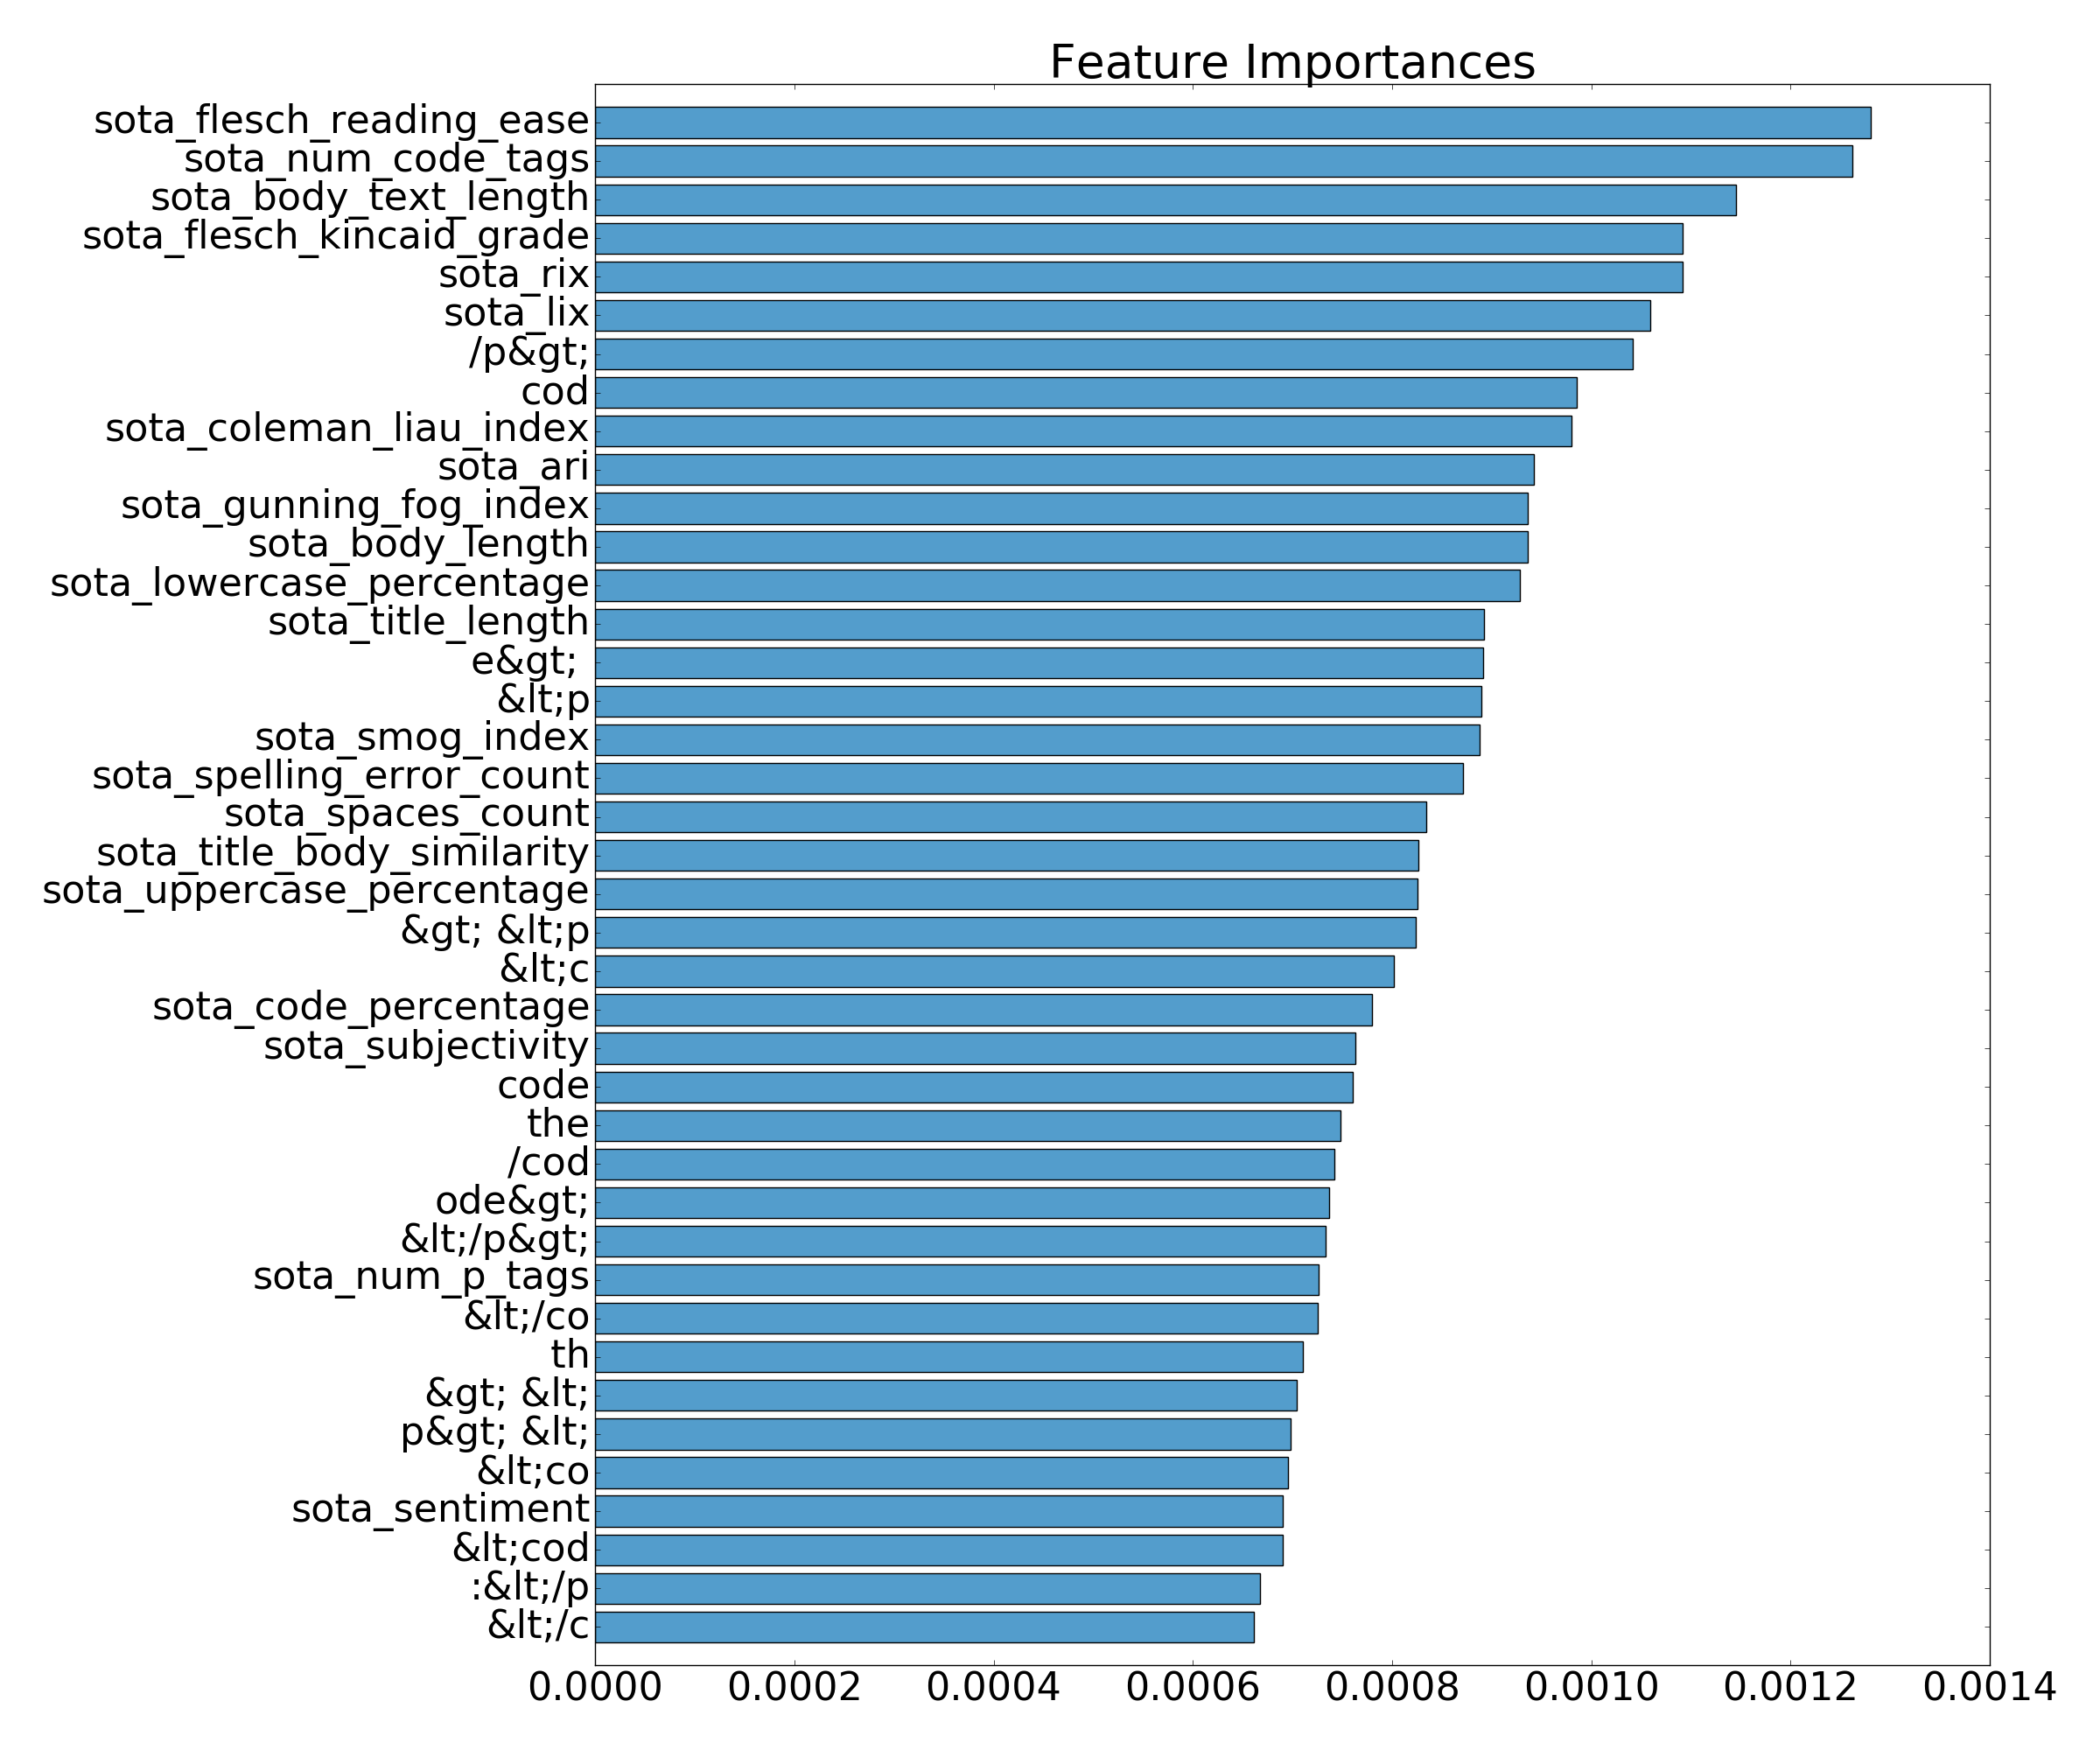 Feature Importances
sota_flesch_reading_ease
sota_num_code_tags
sota_body_text_length
sota_flesch_kincaid_grade
sota_rix
sota_lix
/p&gt;
cod
sota_coleman_liau_index
sota_ari
sota_gunning_fog_index
sota_body_length
sota_lowercase_percentage
sota_title_length
e&gt;
&lt;p
sota_smog_index
sota_spelling_error_count
sota_spaces_count
sota_title_body_similarity
sota_uppercase_percentage
&gt; &lt;p
&lt;c
sota_code_percentage
sota_subjectivity
code
the
/cod
ode&gt;
&lt;/p&gt;
sota_num_p_tags
&lt;/co
th
&gt; &lt;
p&gt; &lt;
&lt;co
sota_sentiment
&lt;cod
:&lt;/p
&lt;/c
0.0000 0.0002 0.0004 0.0006 0.0008 0.0010 0.0012 0.0014